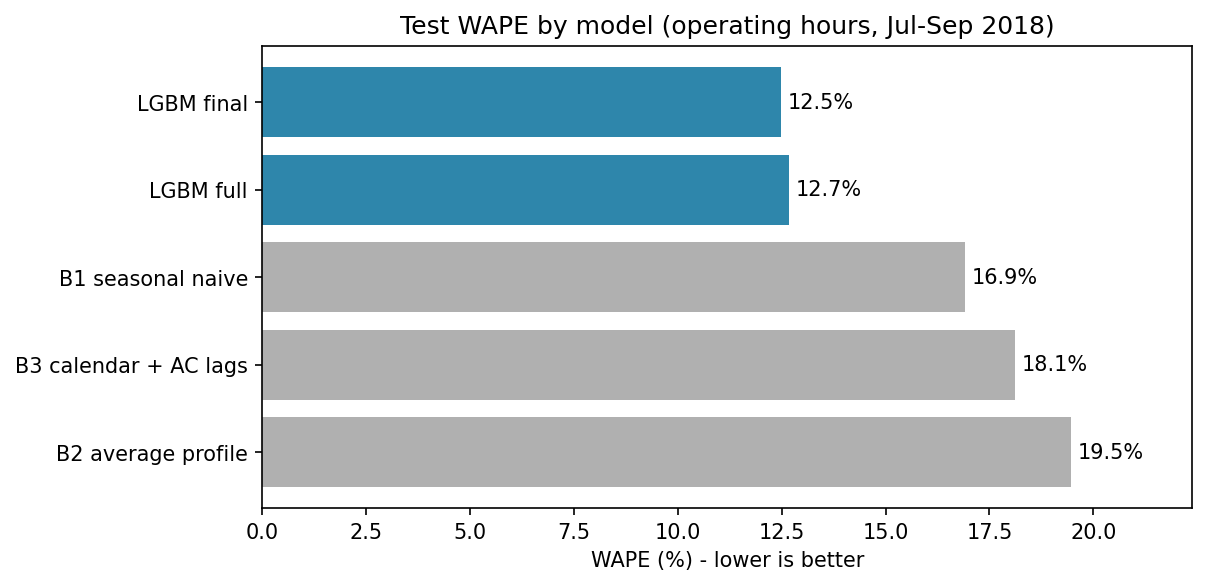 Test WAPE by model (operating hours, Jul-Sep 2018)
LGBM final
12.5%
LGBM full
12.7%
B1 seasonal naive
16.9%
B3 calendar + AC lags
18.1%
B2 average profile
19.5%
0.0 2.5 5.0 7.5 10.0 12.5 15.0 17.5 20.0
WAPE (%) - lower is better